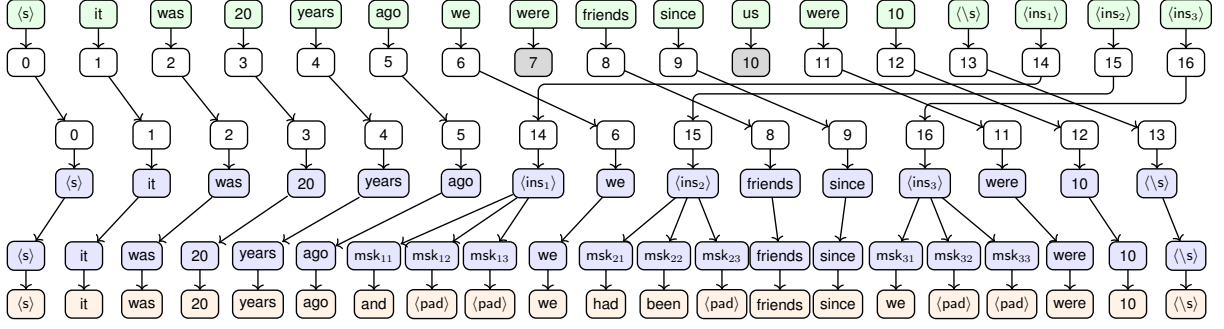 ⟨s⟩ it was 20 years ago we were friends since us were 10 ⟨\s⟩ ⟨ins₁⟩ ⟨ins₂⟩ ⟨ins₃⟩
0 1 2 3 4 5 6 7 8 9 10 11 12 13 14 15 16
0 1 2 3 4 5 14 6 15 8 9 16 11 12 13
⟨s⟩ it was 20 years ago ⟨ins₁⟩ we ⟨ins₂⟩ friends since ⟨ins₃⟩ were 10 ⟨\s⟩
⟨s⟩ it was 20 years ago msk₁₁ msk₁₂ msk₁₃ we msk₂₁ msk₂₂ msk₂₃ friends since msk₃₁ msk₃₂ msk₃₃ were 10 ⟨\s⟩
⟨s⟩ it was 20 years ago and ⟨pad⟩ ⟨pad⟩ we had been ⟨pad⟩ friends since we ⟨pad⟩ ⟨pad⟩ were 10 ⟨\s⟩